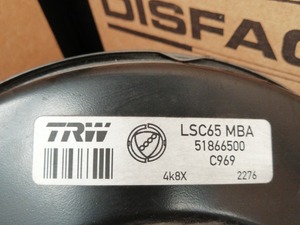 DISFAC
TRW
LSC65 MBA
51866500
C969
4k8X 2276